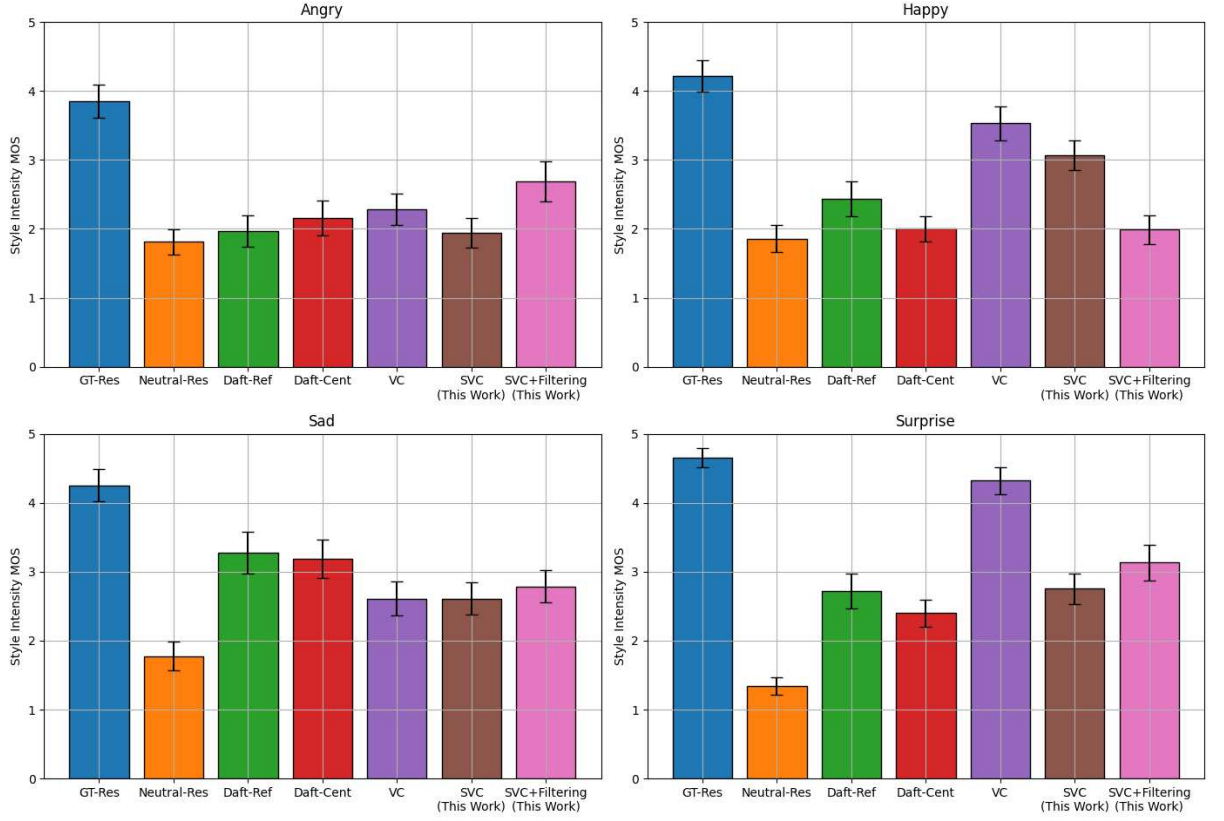 Angry
5
4
3
2
1
0
Style Intensity MOS
GT-Res Neutral-Res Daft-Ref Daft-Cent VC SVC SVC+Filtering
(This Work) (This Work)
Happy
5
4
3
2
1
0
Style Intensity MOS
GT-Res Neutral-Res Daft-Ref Daft-Cent VC SVC SVC+Filtering
(This Work) (This Work)
Sad
5
4
3
2
1
0
Style Intensity MOS
GT-Res Neutral-Res Daft-Ref Daft-Cent VC SVC SVC+Filtering
(This Work) (This Work)
Surprise
5
4
3
2
1
0
Style Intensity MOS
GT-Res Neutral-Res Daft-Ref Daft-Cent VC SVC SVC+Filtering
(This Work) (This Work)